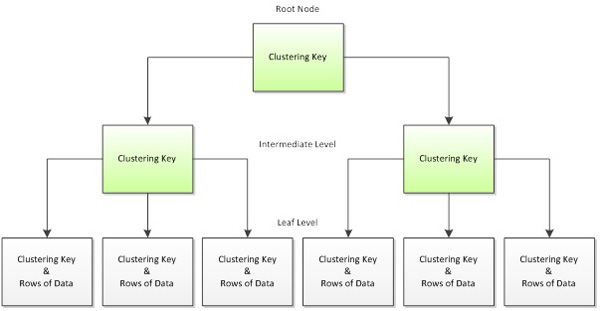 Root Node
Clustering Key
Clustering Key
Intermediate Level
Clustering Key
Leaf Level
Clustering Key
&
Rows of Data
Clustering Key
&
Rows of Data
Clustering Key
&
Rows of Data
Clustering Key
&
Rows of Data
Clustering Key
&
Rows of Data
Clustering Key
&
Rows of Data